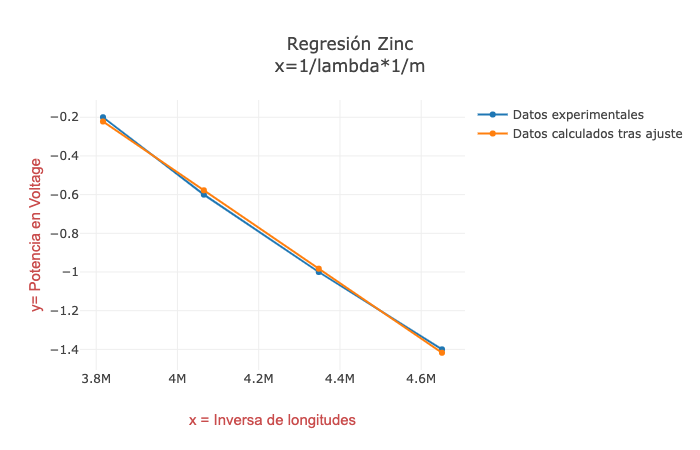 Regresión Zinc
x=1/lambda*1/m
Datos experimentales
Datos calculados tras ajuste
y= Potencia en Voltage
−0.2
−0.4
−0.6
−0.8
−1
−1.2
−1.4
3.8M
4M
4.2M
4.4M
4.6M
x = Inversa de longitudes